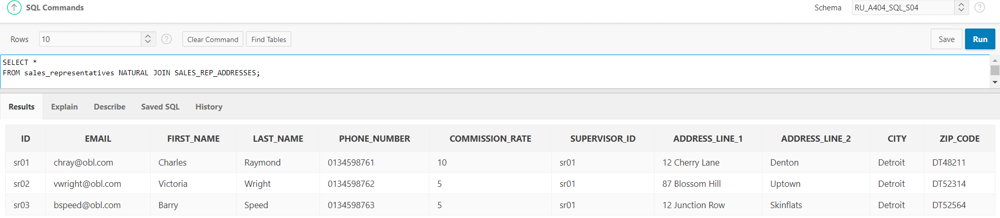 SQL Commands
Schema RU_A404_SQL_S04 ?
Rows 10 ? Clear Command Find Tables Save Run
SELECT *
FROM sales_representatives NATURAL JOIN SALES_REP_ADDRESSES;
Results Explain Describe Saved SQL History
ID EMAIL FIRST_NAME LAST_NAME PHONE_NUMBER COMMISSION_RATE SUPERVISOR_ID ADDRESS_LINE_1 ADDRESS_LINE_2 CITY ZIP_CODE
sr01 chray@obl.com Charles Raymond 0134598761 10 sr01 12 Cherry Lane Denton Detroit DT48211
sr02 vwright@obl.com Victoria Wright 0134598762 5 sr01 87 Blossom Hill Uptown Detroit DT52314
sr03 bspeed@obl.com Barry Speed 0134598763 5 sr01 12 Junction Row Skinflats Detroit DT52564